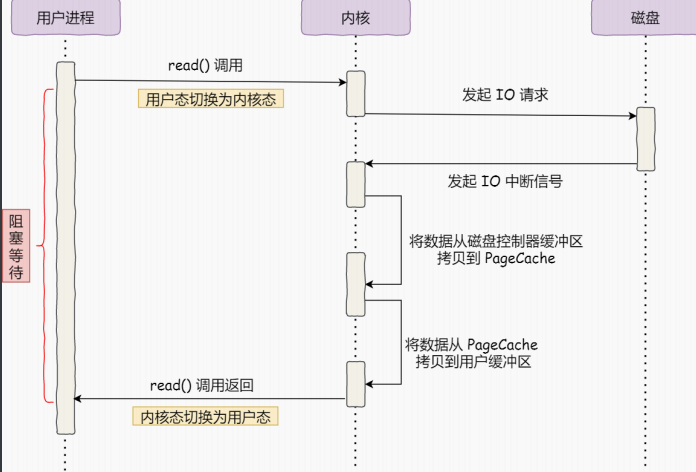 用户进程
内核
磁盘
read() 调用
用户态切换为内核态
发起 IO 请求
发起 IO 中断信号
阻
塞
等
待
将数据从磁盘控制器缓冲区
拷贝到 PageCache
将数据从 PageCache
拷贝到用户缓冲区
read() 调用返回
内核态切换为用户态